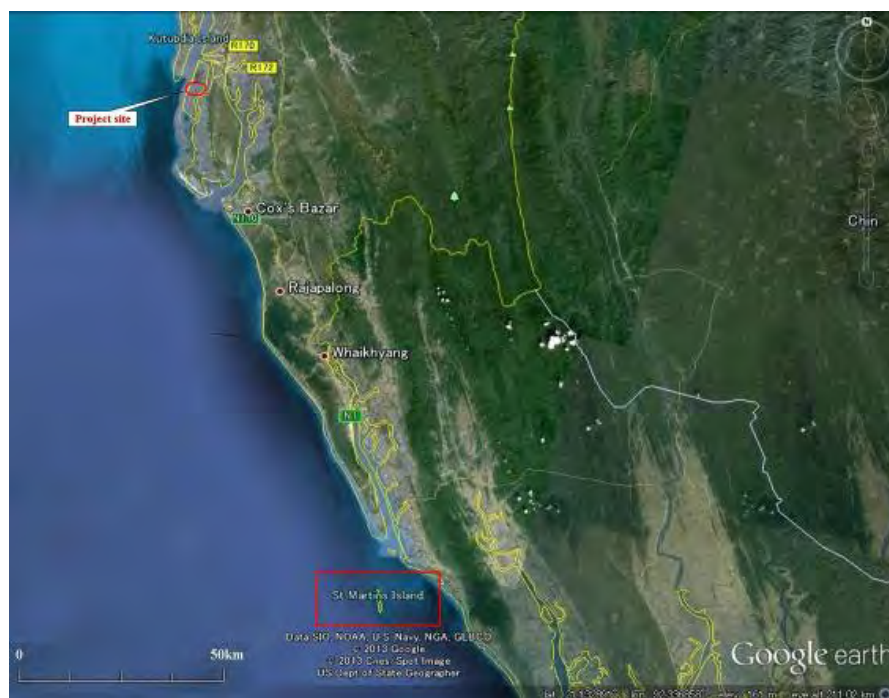 Kutubdia Island
R170
R172
Project site
N
Cox's Bazar
Chin
Rajapalong
Whaikhyang
N1
St Martins Island
Data SIO, NOAA, U.S. Navy, NGA, GEBCO
© 2013 Google
© 2013 Cnes/Spot Image
US Dept of State Geographer
0
50km
Google earth